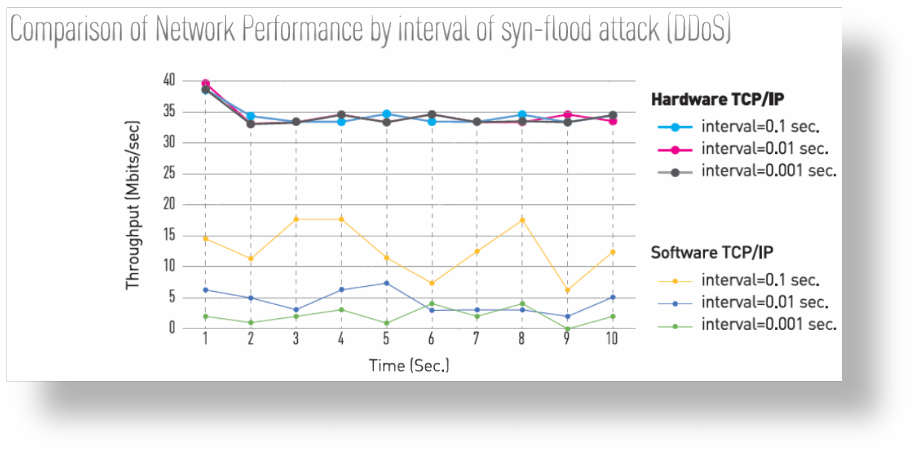 Comparison of Network Performance by interval of syn-flood attack (DDoS)
Throughput (Mbits/sec)
40
35
30
25
20
15
10
5
0
1 2 3 4 5 6 7 8 9 10
Time (Sec.)
Hardware TCP/IP
interval=0.1 sec.
interval=0.01 sec.
interval=0.001 sec.
Software TCP/IP
interval=0.1 sec.
interval=0.01 sec.
interval=0.001 sec.